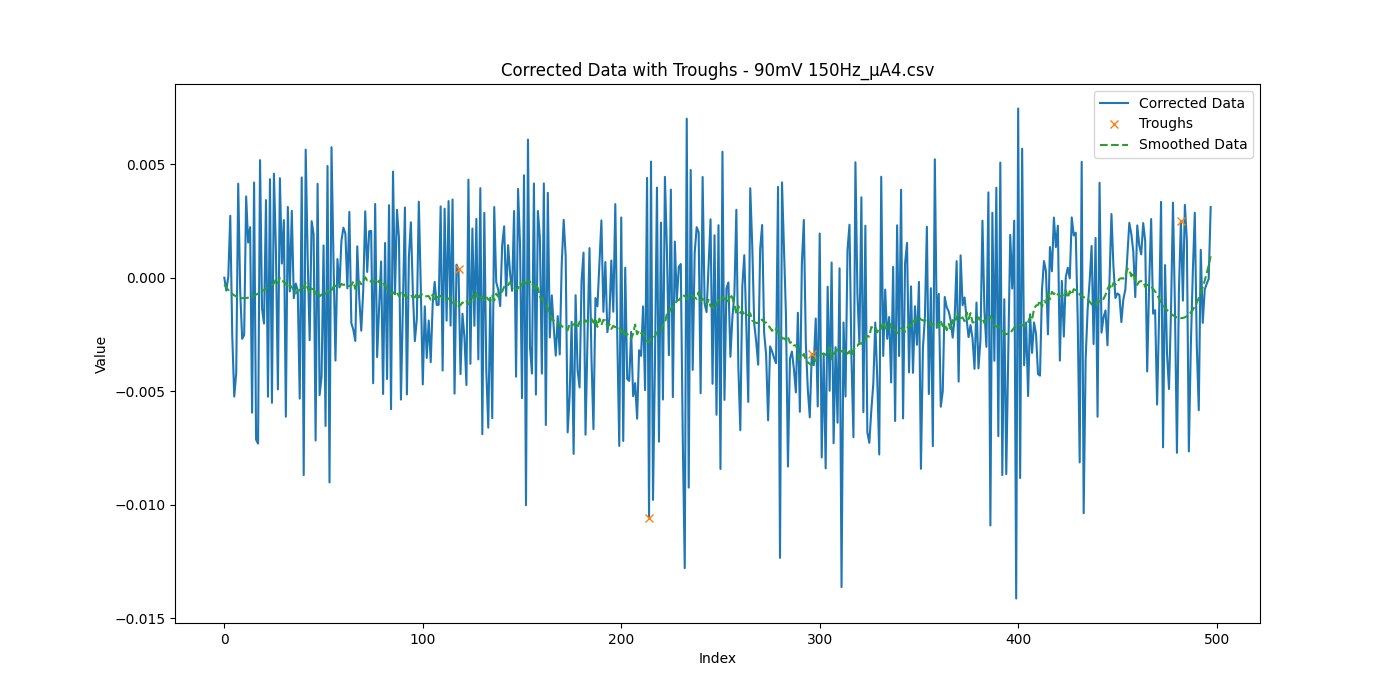 Corrected Data with Troughs - 90mV 150Hz_μA4.csv
Corrected Data
Troughs
Smoothed Data
Value
0.005
0.000
−0.005
−0.010
−0.015
0 100 200 300 400 500
Index